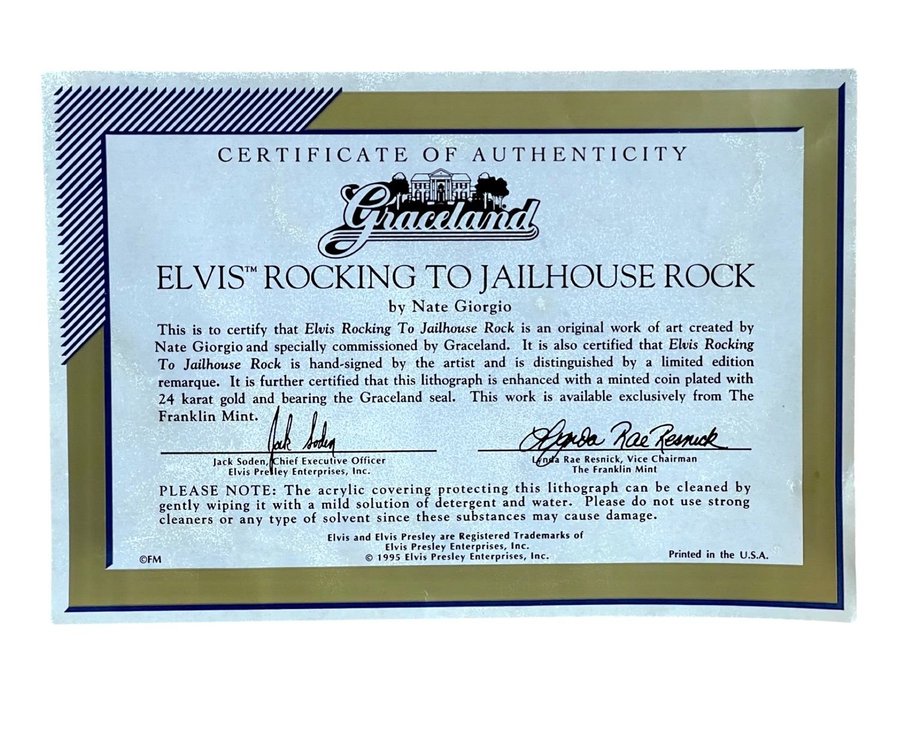 CERTIFICATE OF AUTHENTICITY
Graceland
ELVIS™ ROCKING TO JAILHOUSE ROCK
by Nate Giorgio
This is to certify that Elvis Rocking To Jailhouse Rock is an original work of art created by
Nate Giorgio and specially commissioned by Graceland. It is also certified that Elvis Rocking
To Jailhouse Rock is hand-signed by the artist and is distinguished by a limited edition
remarque. It is further certified that this lithograph is enhanced with a minted coin plated with
24 karat gold and bearing the Graceland seal. This work is available exclusively from The
Franklin Mint.
Jack Soden
Jack Soden, Chief Executive Officer
Elvis Presley Enterprises, Inc.
Lynda Rae Resnick
Lynda Rae Resnick, Vice Chairman
The Franklin Mint
PLEASE NOTE: The acrylic covering protecting this lithograph can be cleaned by
gently wiping it with a mild solution of detergent and water. Please do not use strong
cleaners or any type of solvent since these substances may cause damage.
Elvis and Elvis Presley are Registered Trademarks of
Elvis Presley Enterprises, Inc.
©FM
© 1995 Elvis Presley Enterprises, Inc.
Printed in the U.S.A.